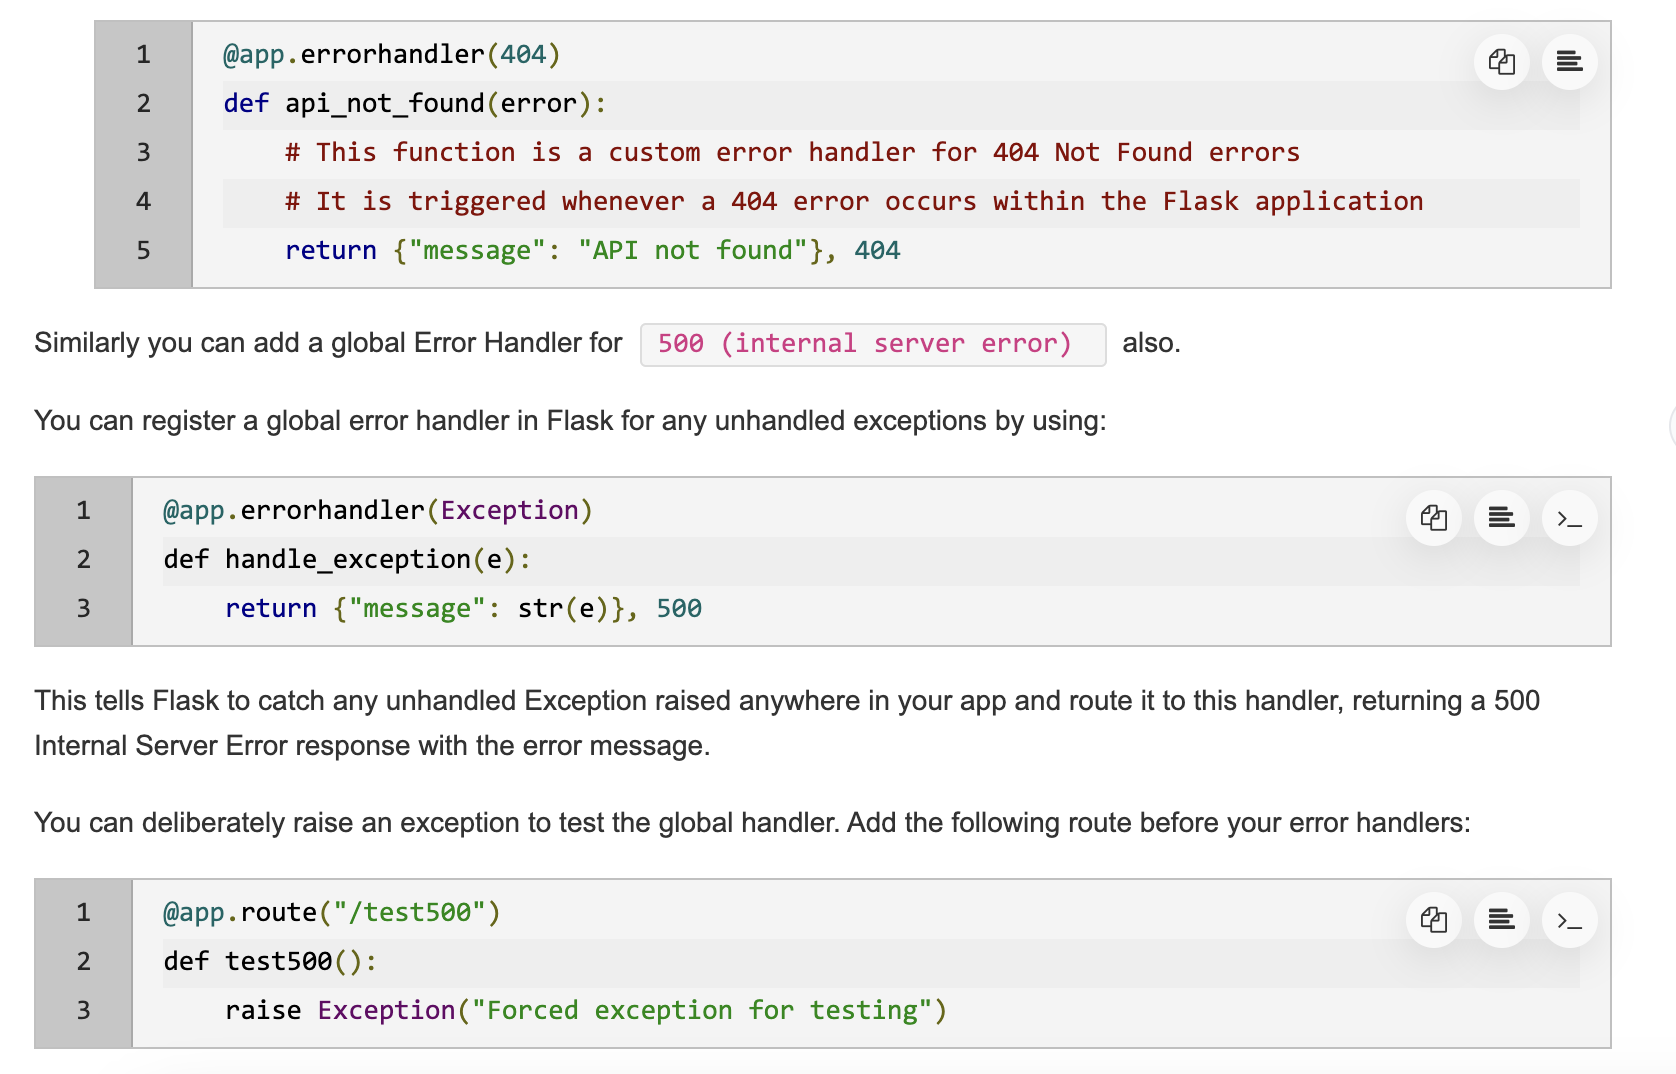 1 @app.errorhandler(404)
2 def api_not_found(error):
3     # This function is a custom error handler for 404 Not Found errors
4     # It is triggered whenever a 404 error occurs within the Flask application
5     return {"message": "API not found"}, 404
Similarly you can add a global Error Handler for 500 (internal server error) also.
You can register a global error handler in Flask for any unhandled exceptions by using:
1 @app.errorhandler(Exception)
2 def handle_exception(e):
3     return {"message": str(e)}, 500
This tells Flask to catch any unhandled Exception raised anywhere in your app and route it to this handler, returning a 500
Internal Server Error response with the error message.
You can deliberately raise an exception to test the global handler. Add the following route before your error handlers:
1 @app.route("/test500")
2 def test500():
3     raise Exception("Forced exception for testing")